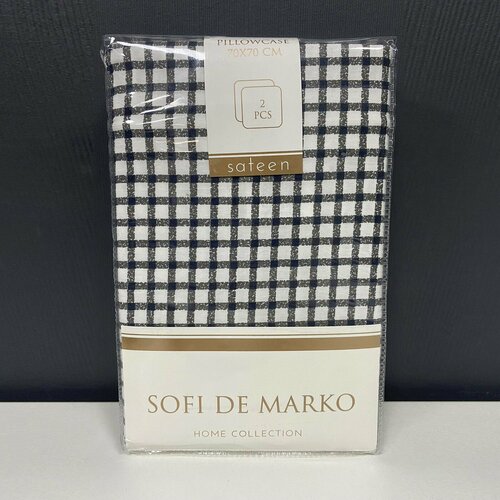 PILLOWCASE
70X70 CM
2
PCS
sateen
SOFI DE MARKO
HOME COLLECTION